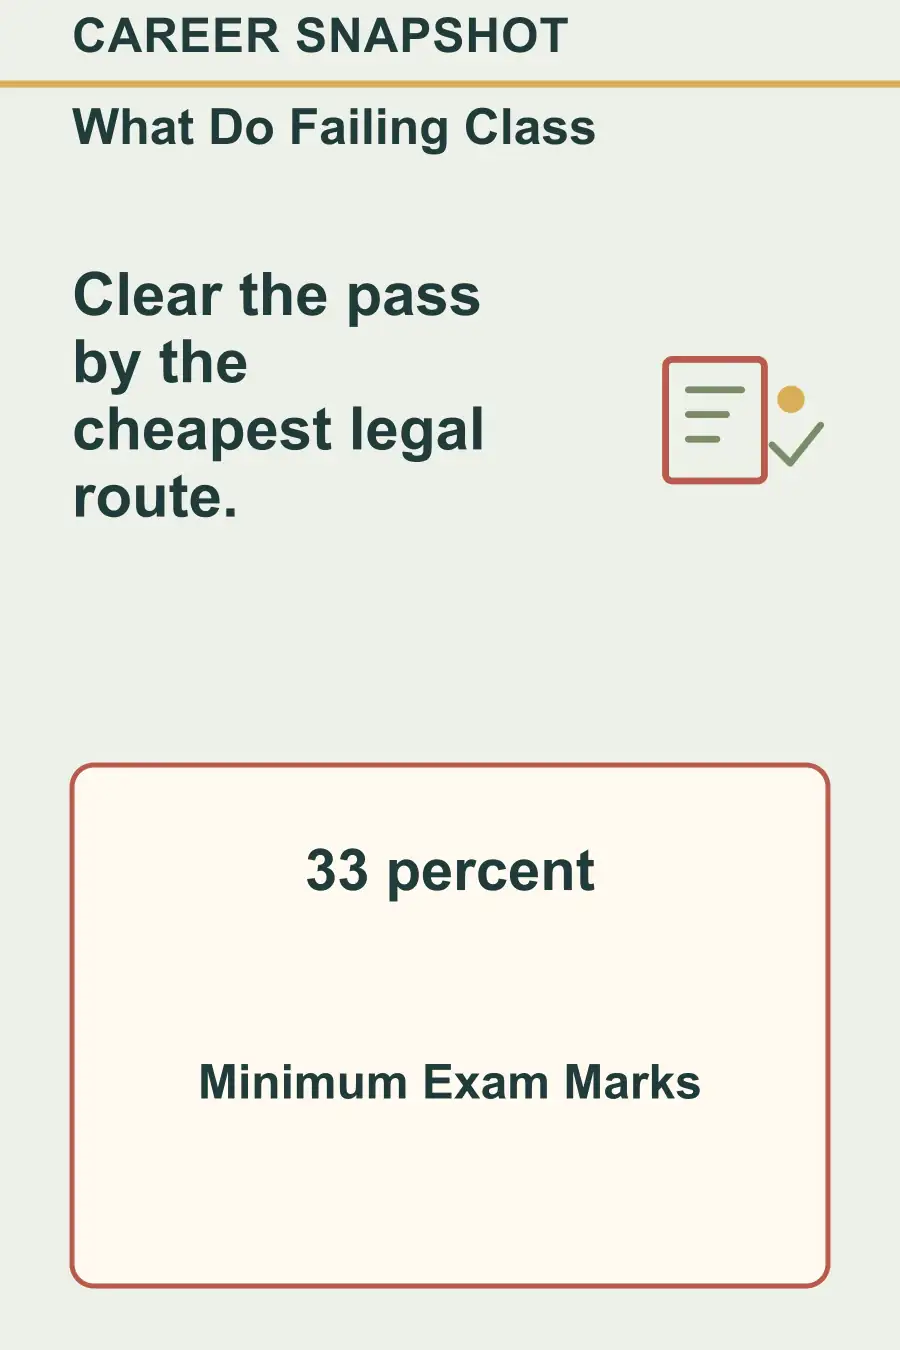 CAREER SNAPSHOT
What Do Failing Class
Clear the pass
by the
cheapest legal
route.
33 percent
Minimum Exam Marks